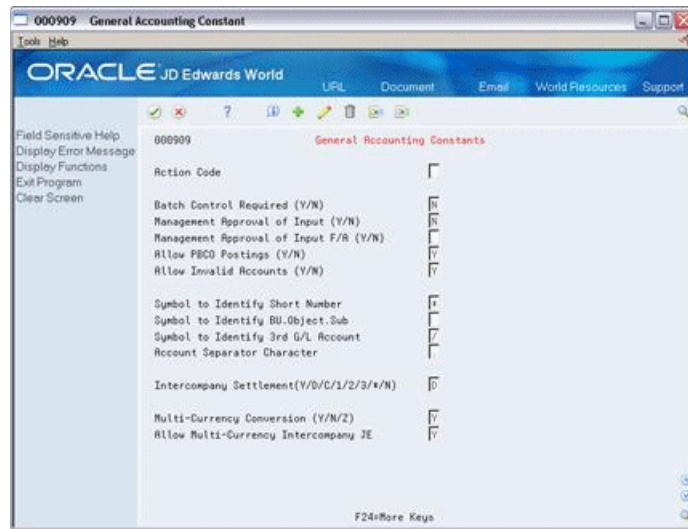 000909 General Accounting Constant
Tools Help
ORACLE JD Edwards World
URL Document Email World Resources Support
Field Sensitive Help
Display Error Message
Display Functions
Exit Program
Clear Screen
000909 General Accounting Constants
Action Code
Batch Control Required (Y/N) N
Management Approval of Input (Y/N) N
Management Approval of Input F/A (Y/N)
Allow PBCO Postings (Y/N) Y
Allow Invalid Accounts (Y/N) Y
Symbol to Identify Short Number *
Symbol to Identify BU.Object.Sub
Symbol to Identify 3rd G/L Account /
Account Separator Character .
Intercompany Settlement(Y/D/C/1/2/3/*/N) D
Multi-Currency Conversion (Y/N/Z) Y
Allow Multi-Currency Intercompany JE Y
F24=More Keys